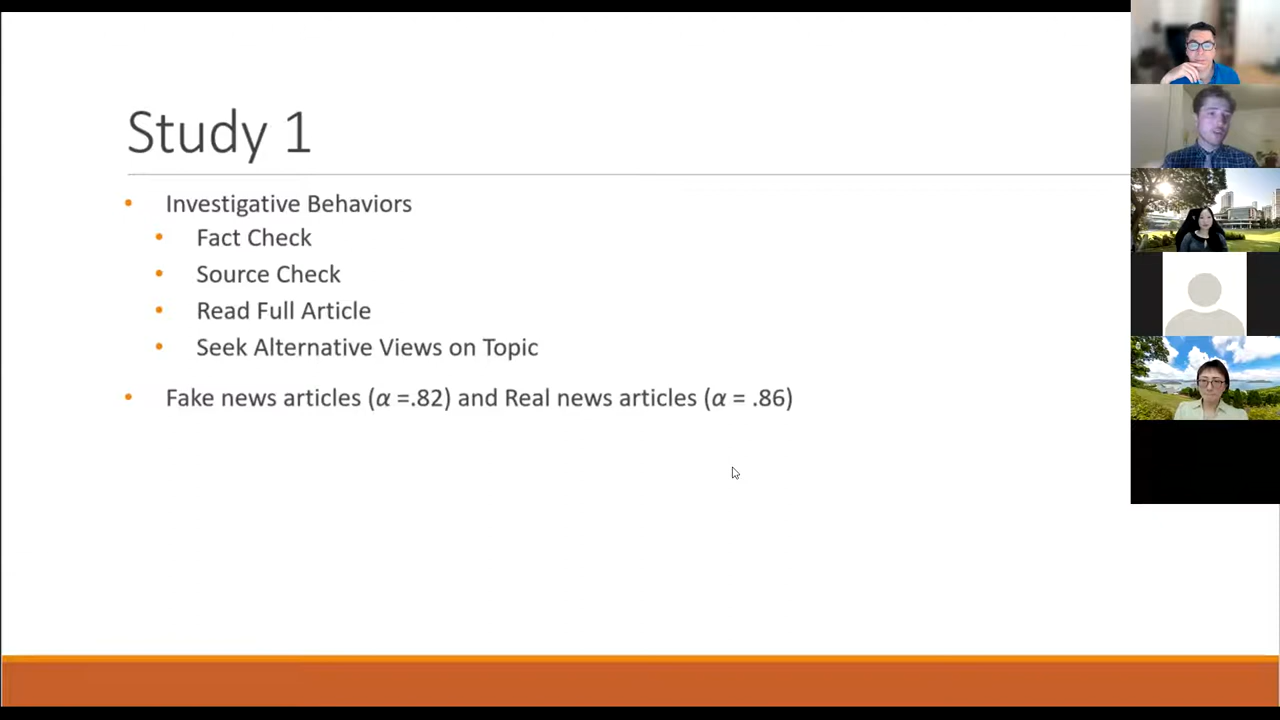 Study 1
Investigative Behaviors
Fact Check
Source Check
Read Full Article
Seek Alternative Views on Topic
Fake news articles (α =.82) and Real news articles (α = .86)